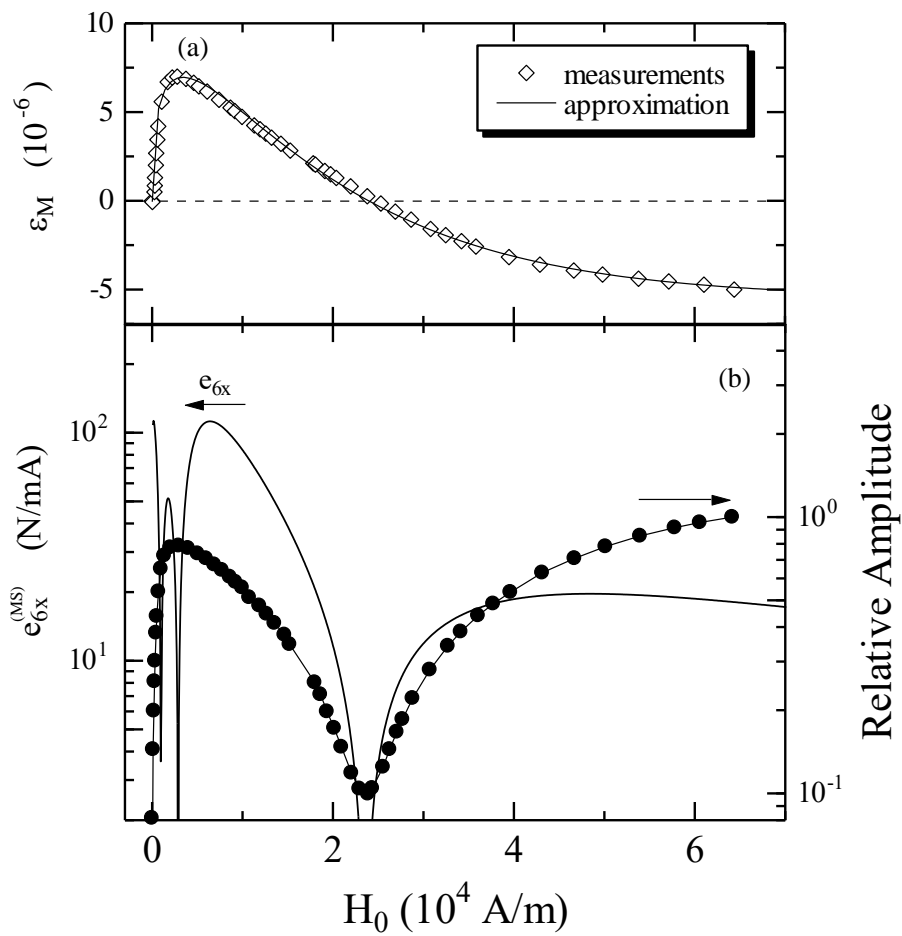 10
(a)
measurements
approximation
5
0
-5
ε_M (10^-6)
(b)
e_6x
10^2
10^1
10^0
10^-1
e_6x^(MS) (N/mA)
Relative Amplitude
0
2
4
6
H_0 (10^4 A/m)